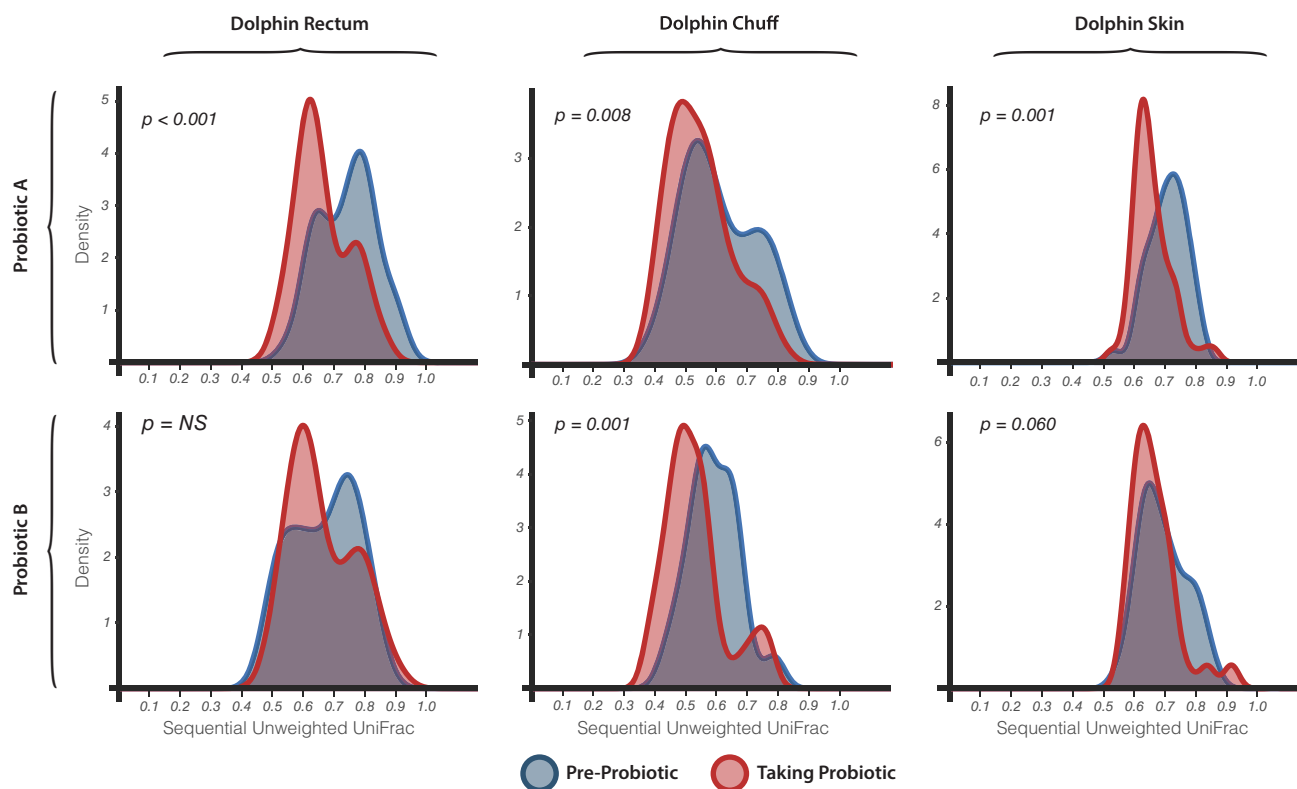 Dolphin Rectum
Dolphin Chuff
Dolphin Skin
Probiotic A
Density
5
4
3
2
1
p < 0.001
0.1 0.2 0.3 0.4 0.5 0.6 0.7 0.8 0.9 1.0
3
2
1
p = 0.008
0.1 0.2 0.3 0.4 0.5 0.6 0.7 0.8 0.9 1.0
8
6
4
2
p = 0.001
0.1 0.2 0.3 0.4 0.5 0.6 0.7 0.8 0.9 1.0
Probiotic B
Density
4
3
2
1
p = NS
0.1 0.2 0.3 0.4 0.5 0.6 0.7 0.8 0.9 1.0
Sequential Unweighted UniFrac
5
4
3
2
1
p = 0.001
0.1 0.2 0.3 0.4 0.5 0.6 0.7 0.8 0.9 1.0
Sequential Unweighted UniFrac
6
4
2
p = 0.060
0.1 0.2 0.3 0.4 0.5 0.6 0.7 0.8 0.9 1.0
Sequential Unweighted UniFrac
Pre-Probiotic
Taking Probiotic